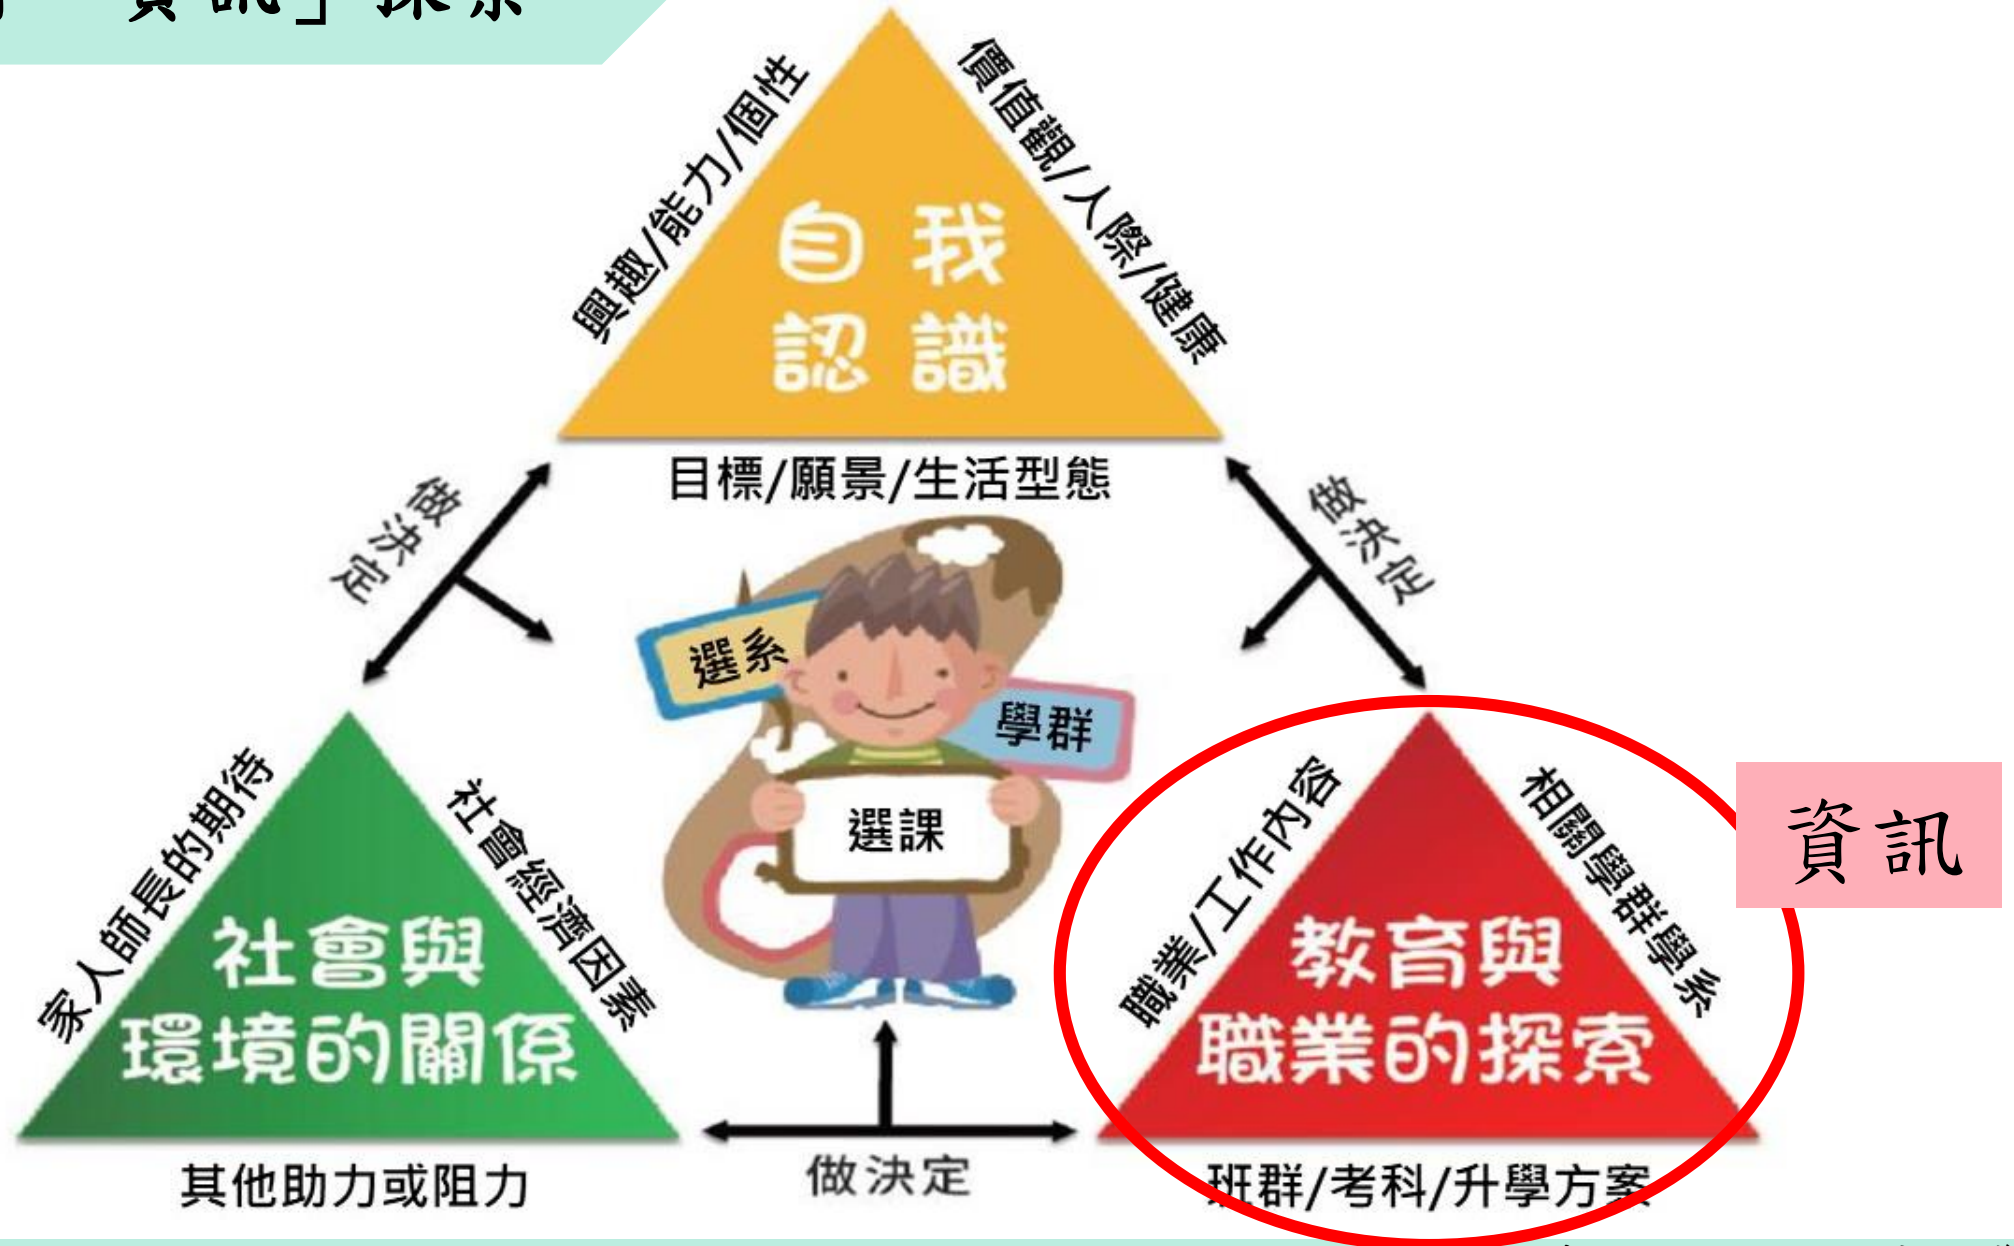 資訊」探索
興趣/能力/個性
價值觀/人際/健康
自我
認識
目標/願景/生活型態
做決定
做決定
選系
學群
選課
家人師長的期待
社會經濟因素
社會與
環境的關係
其他助力或阻力
做決定
職業/工作內容
相關學群學系
教育與
職業的探索
班群/考科/升學方案
資訊